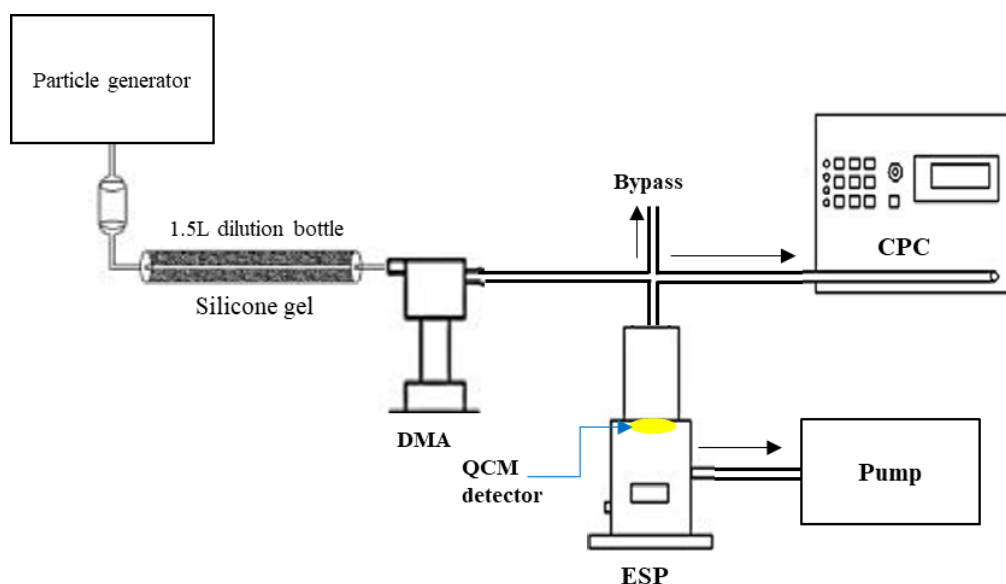 Particle generator
1.5L dilution bottle
Silicone gel
DMA
Bypass
CPC
QCM
detector
ESP
Pump